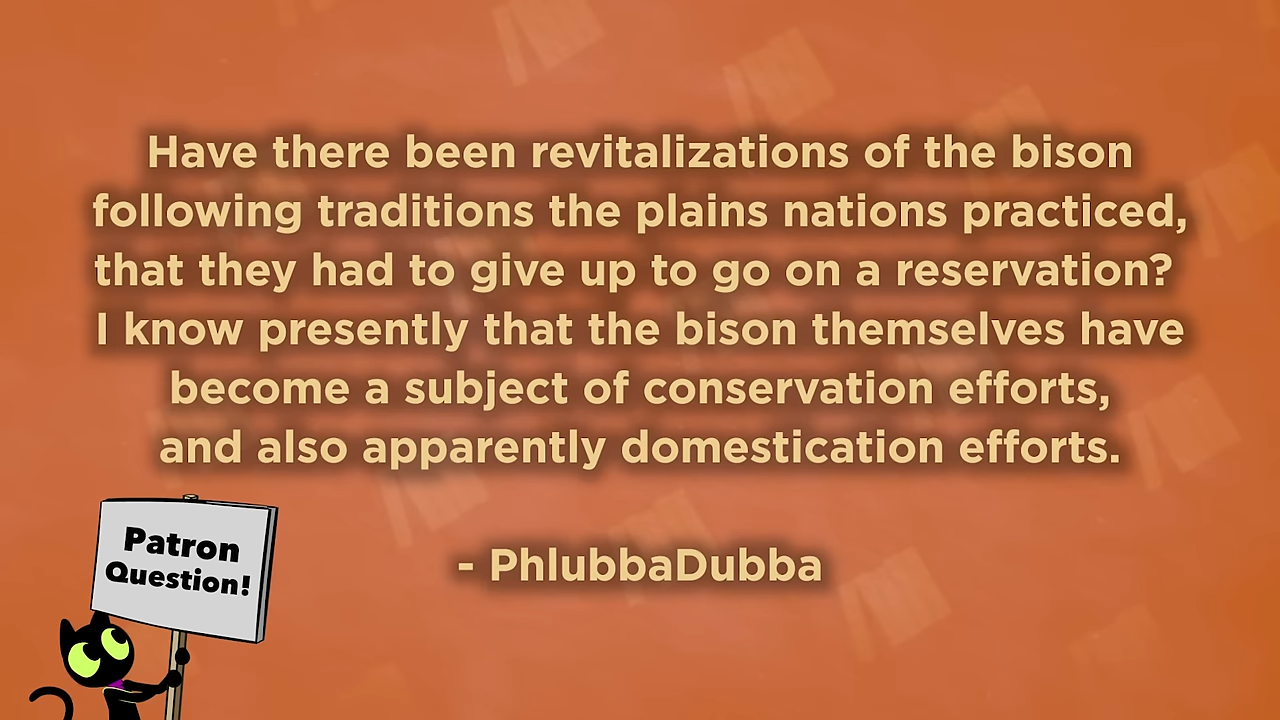 Have there been revitalizations of the bison
following traditions the plains nations practiced,
that they had to give up to go on a reservation?
I know presently that the bison themselves have
become a subject of conservation efforts,
and also apparently domestication efforts.
- PhlubbaDubba
Patron
Question!